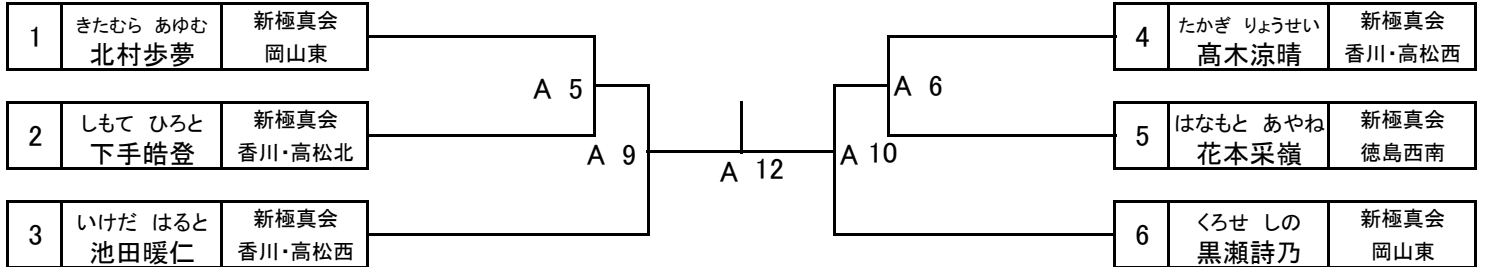 1
きたむら あゆむ
北村歩夢
新極真会
岡山東
2
しもて ひろと
下手皓登
新極真会
香川・高松北
3
いけだ はると
池田暖仁
新極真会
香川・高松西
A 5
A 9
A 12
A 6
A 10
4
たかぎ りょうせい
髙木涼晴
新極真会
香川・高松西
5
はなもと あやね
花本采嶺
新極真会
徳島西南
6
くろせ しの
黒瀬詩乃
新極真会
岡山東